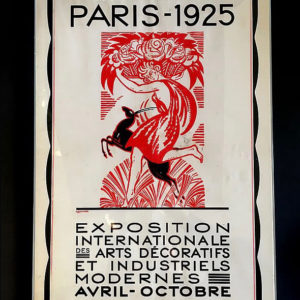 PARIS-1925
EXPOSITION
INTERNATIONALE
DES ARTS DÉCORATIFS
ET INDUSTRIELS
MODERNES
AVRIL-OCTOBRE